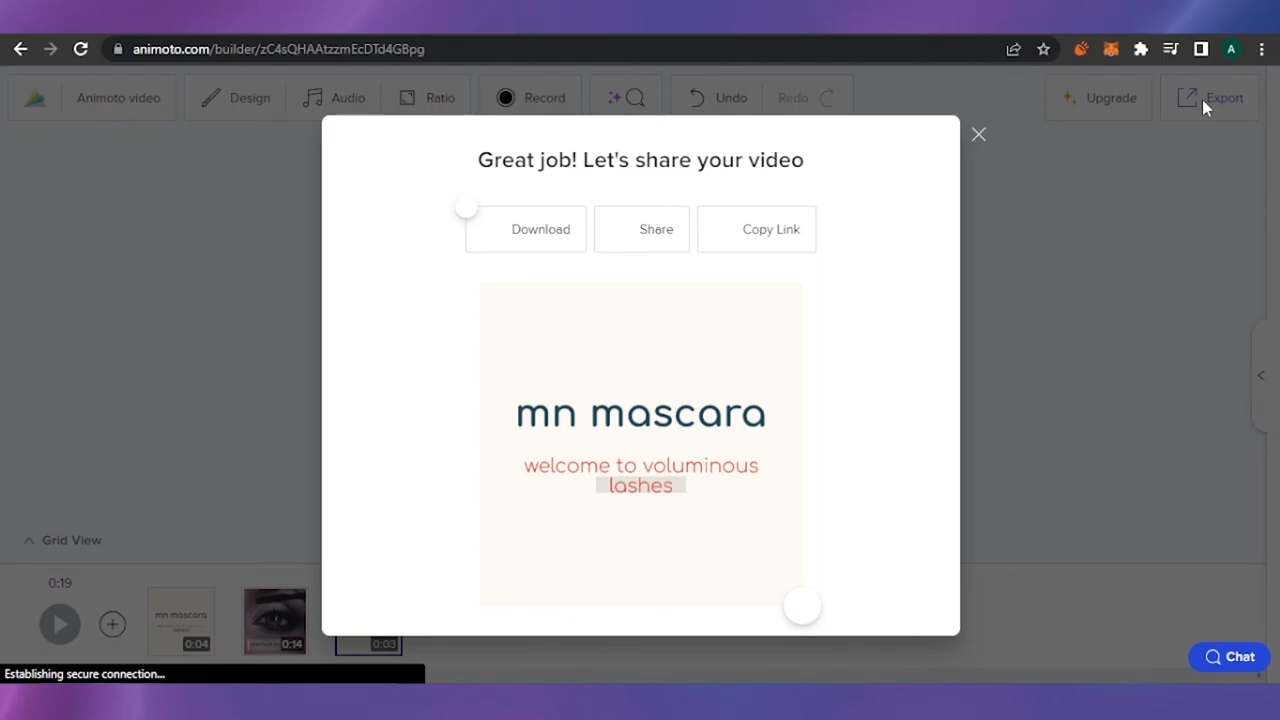 animoto.com/builder/zC4sQHAAtzzmEcDTd4GBpg
A
Animoto video
Design
Audio
Ratio
Record
Undo
Redo
Upgrade
Export
Great job! Let's share your video
Download
Share
Copy Link
mn mascara
welcome to voluminous
lashes
Grid View
0:19
mn mascara
0:04
0:14
0:03
Chat
Establishing secure connection...